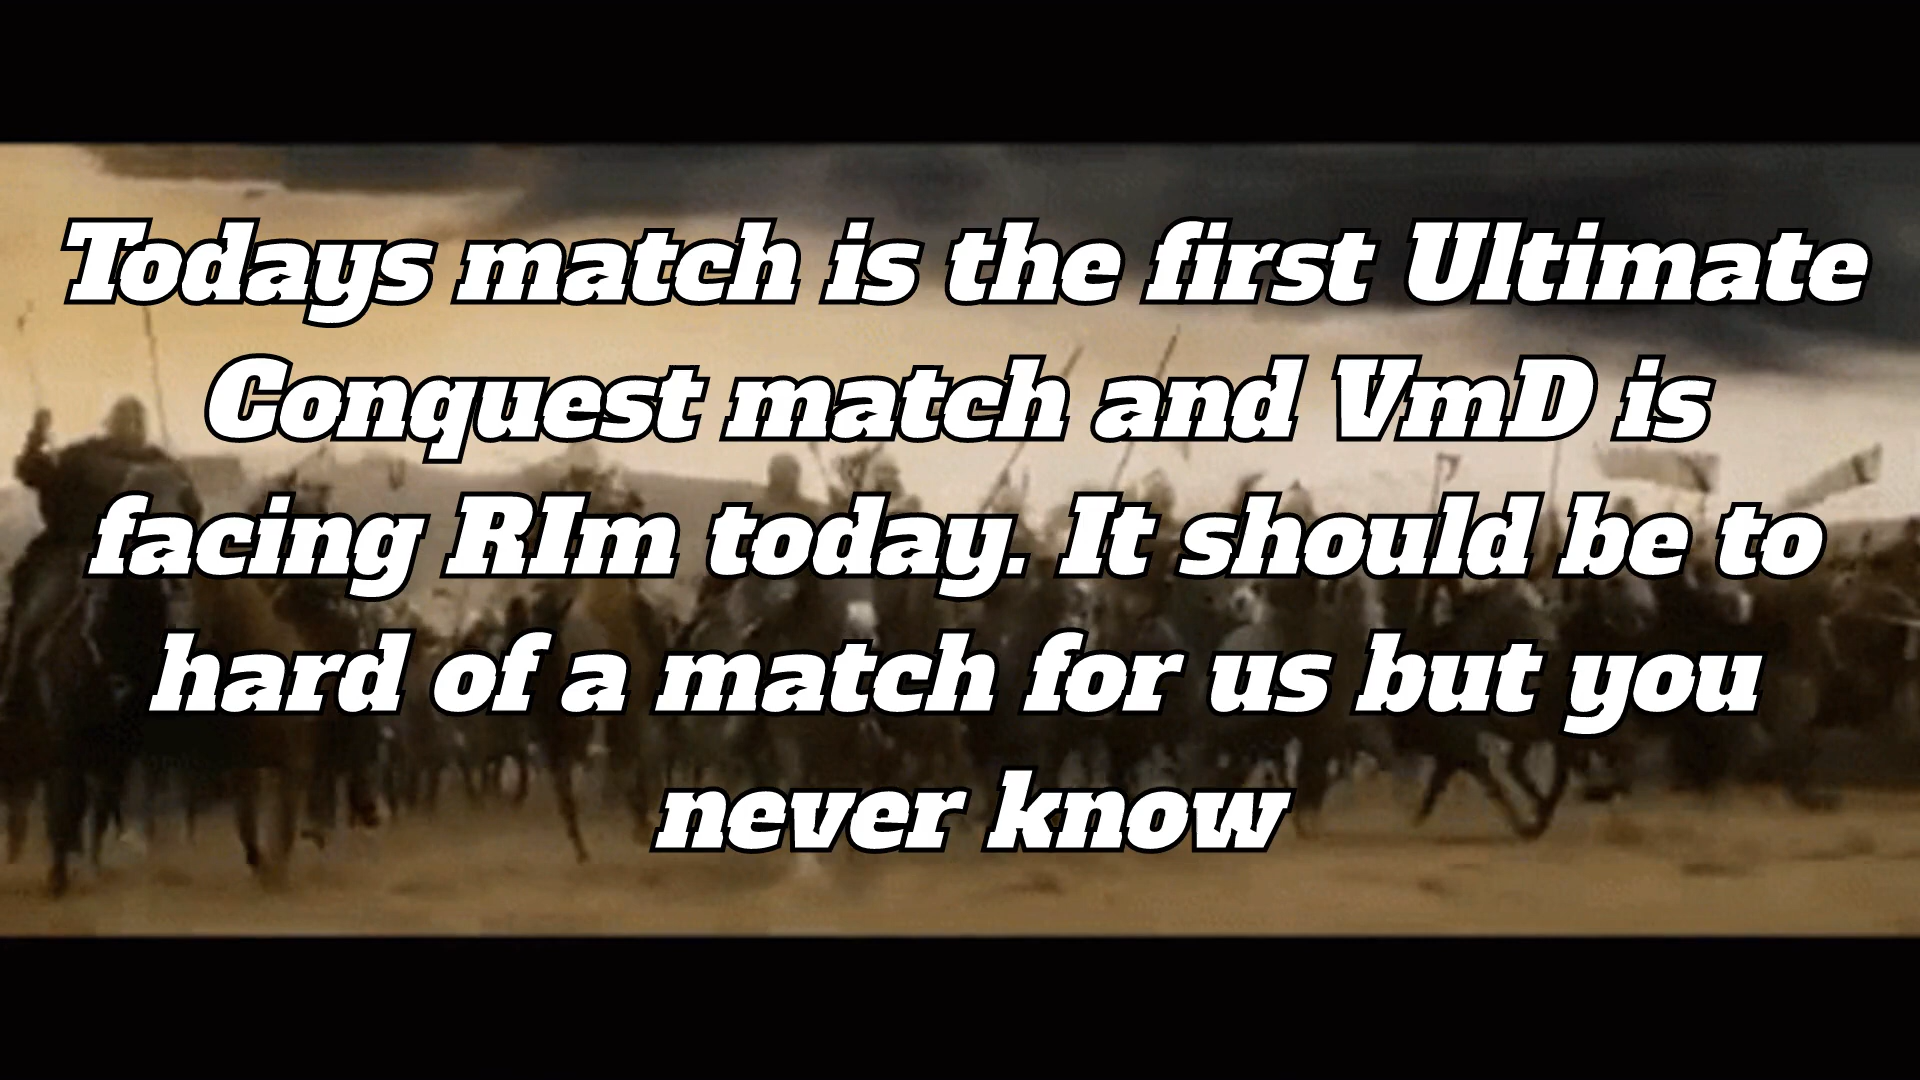 Todays match is the first Ultimate
Conquest match and VmD is
facing RIm today. It should be to
hard of a match for us but you
never know